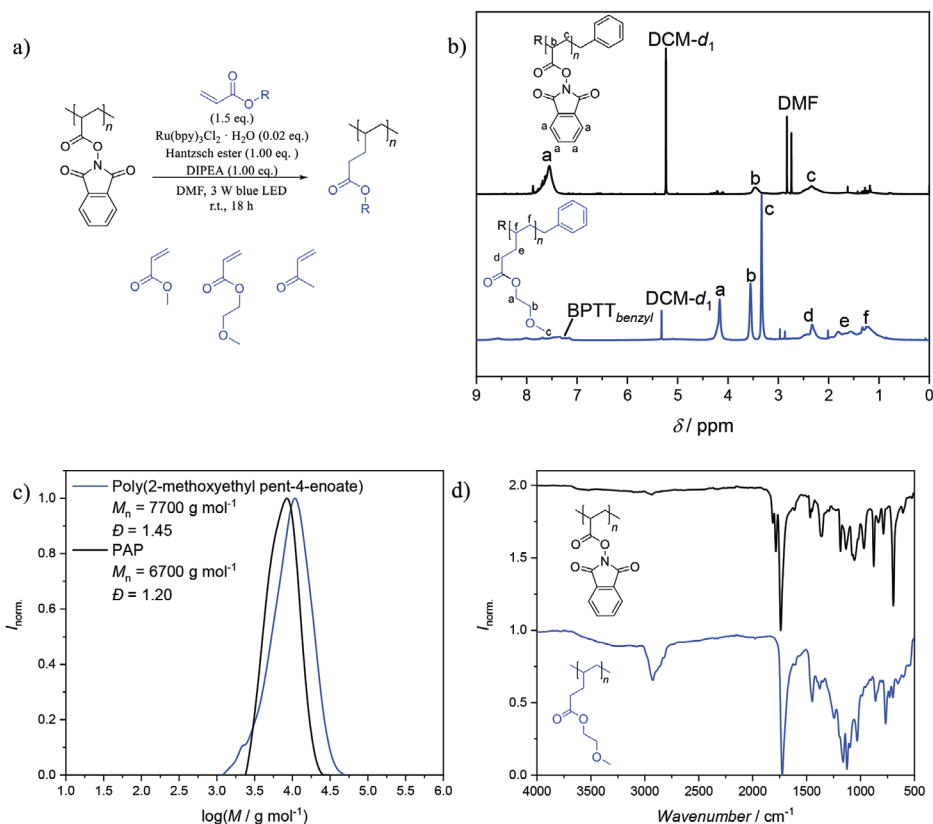 a)
O
O
R
(1.5 eq.)
Ru(bpy)3Cl2 · H2O (0.02 eq.)
Hantzsch ester (1.00 eq. )
DIPEA (1.00 eq.)
DMF, 3 W blue LED
r.t., 18 h
n
O
O
N
O
O
n
O
O
R
O
O
O
O
O
O
b)
R
b
c
n
O
O
N
O
O
a
a
a
a
DCM-d1
DMF
a
b
c
R
f
f
n
d
e
O
O
a
b
O
c
BPTTbenzyl
DCM-d1
a
b
c
d
e
f
9 8 7 6 5 4 3 2 1 0
δ / ppm
c)
Poly(2-methoxyethyl pent-4-enoate)
Mn = 7700 g mol-1
Đ = 1.45
PAP
Mn = 6700 g mol-1
Đ = 1.20
Inorm.
1.0
0.8
0.6
0.4
0.2
0.0
1.0 1.5 2.0 2.5 3.0 3.5 4.0 4.5 5.0 5.5 6.0
log(M / g mol-1)
d)
Inorm.
2.0
1.5
1.0
0.5
0.0
n
O
O
N
O
O
n
O
O
O
4000 3500 3000 2500 2000 1500 1000 500
Wavenumber / cm-1